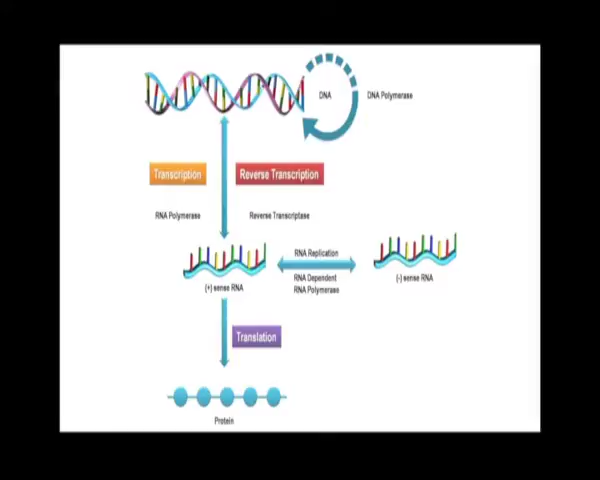 DNA
DNA Polymerase
Transcription
Reverse Transcription
RNA Polymerase
Reverse Transcriptase
RNA Replication
RNA Dependent
RNA Polymerase
(+) sense RNA
(-) sense RNA
Translation
Protein